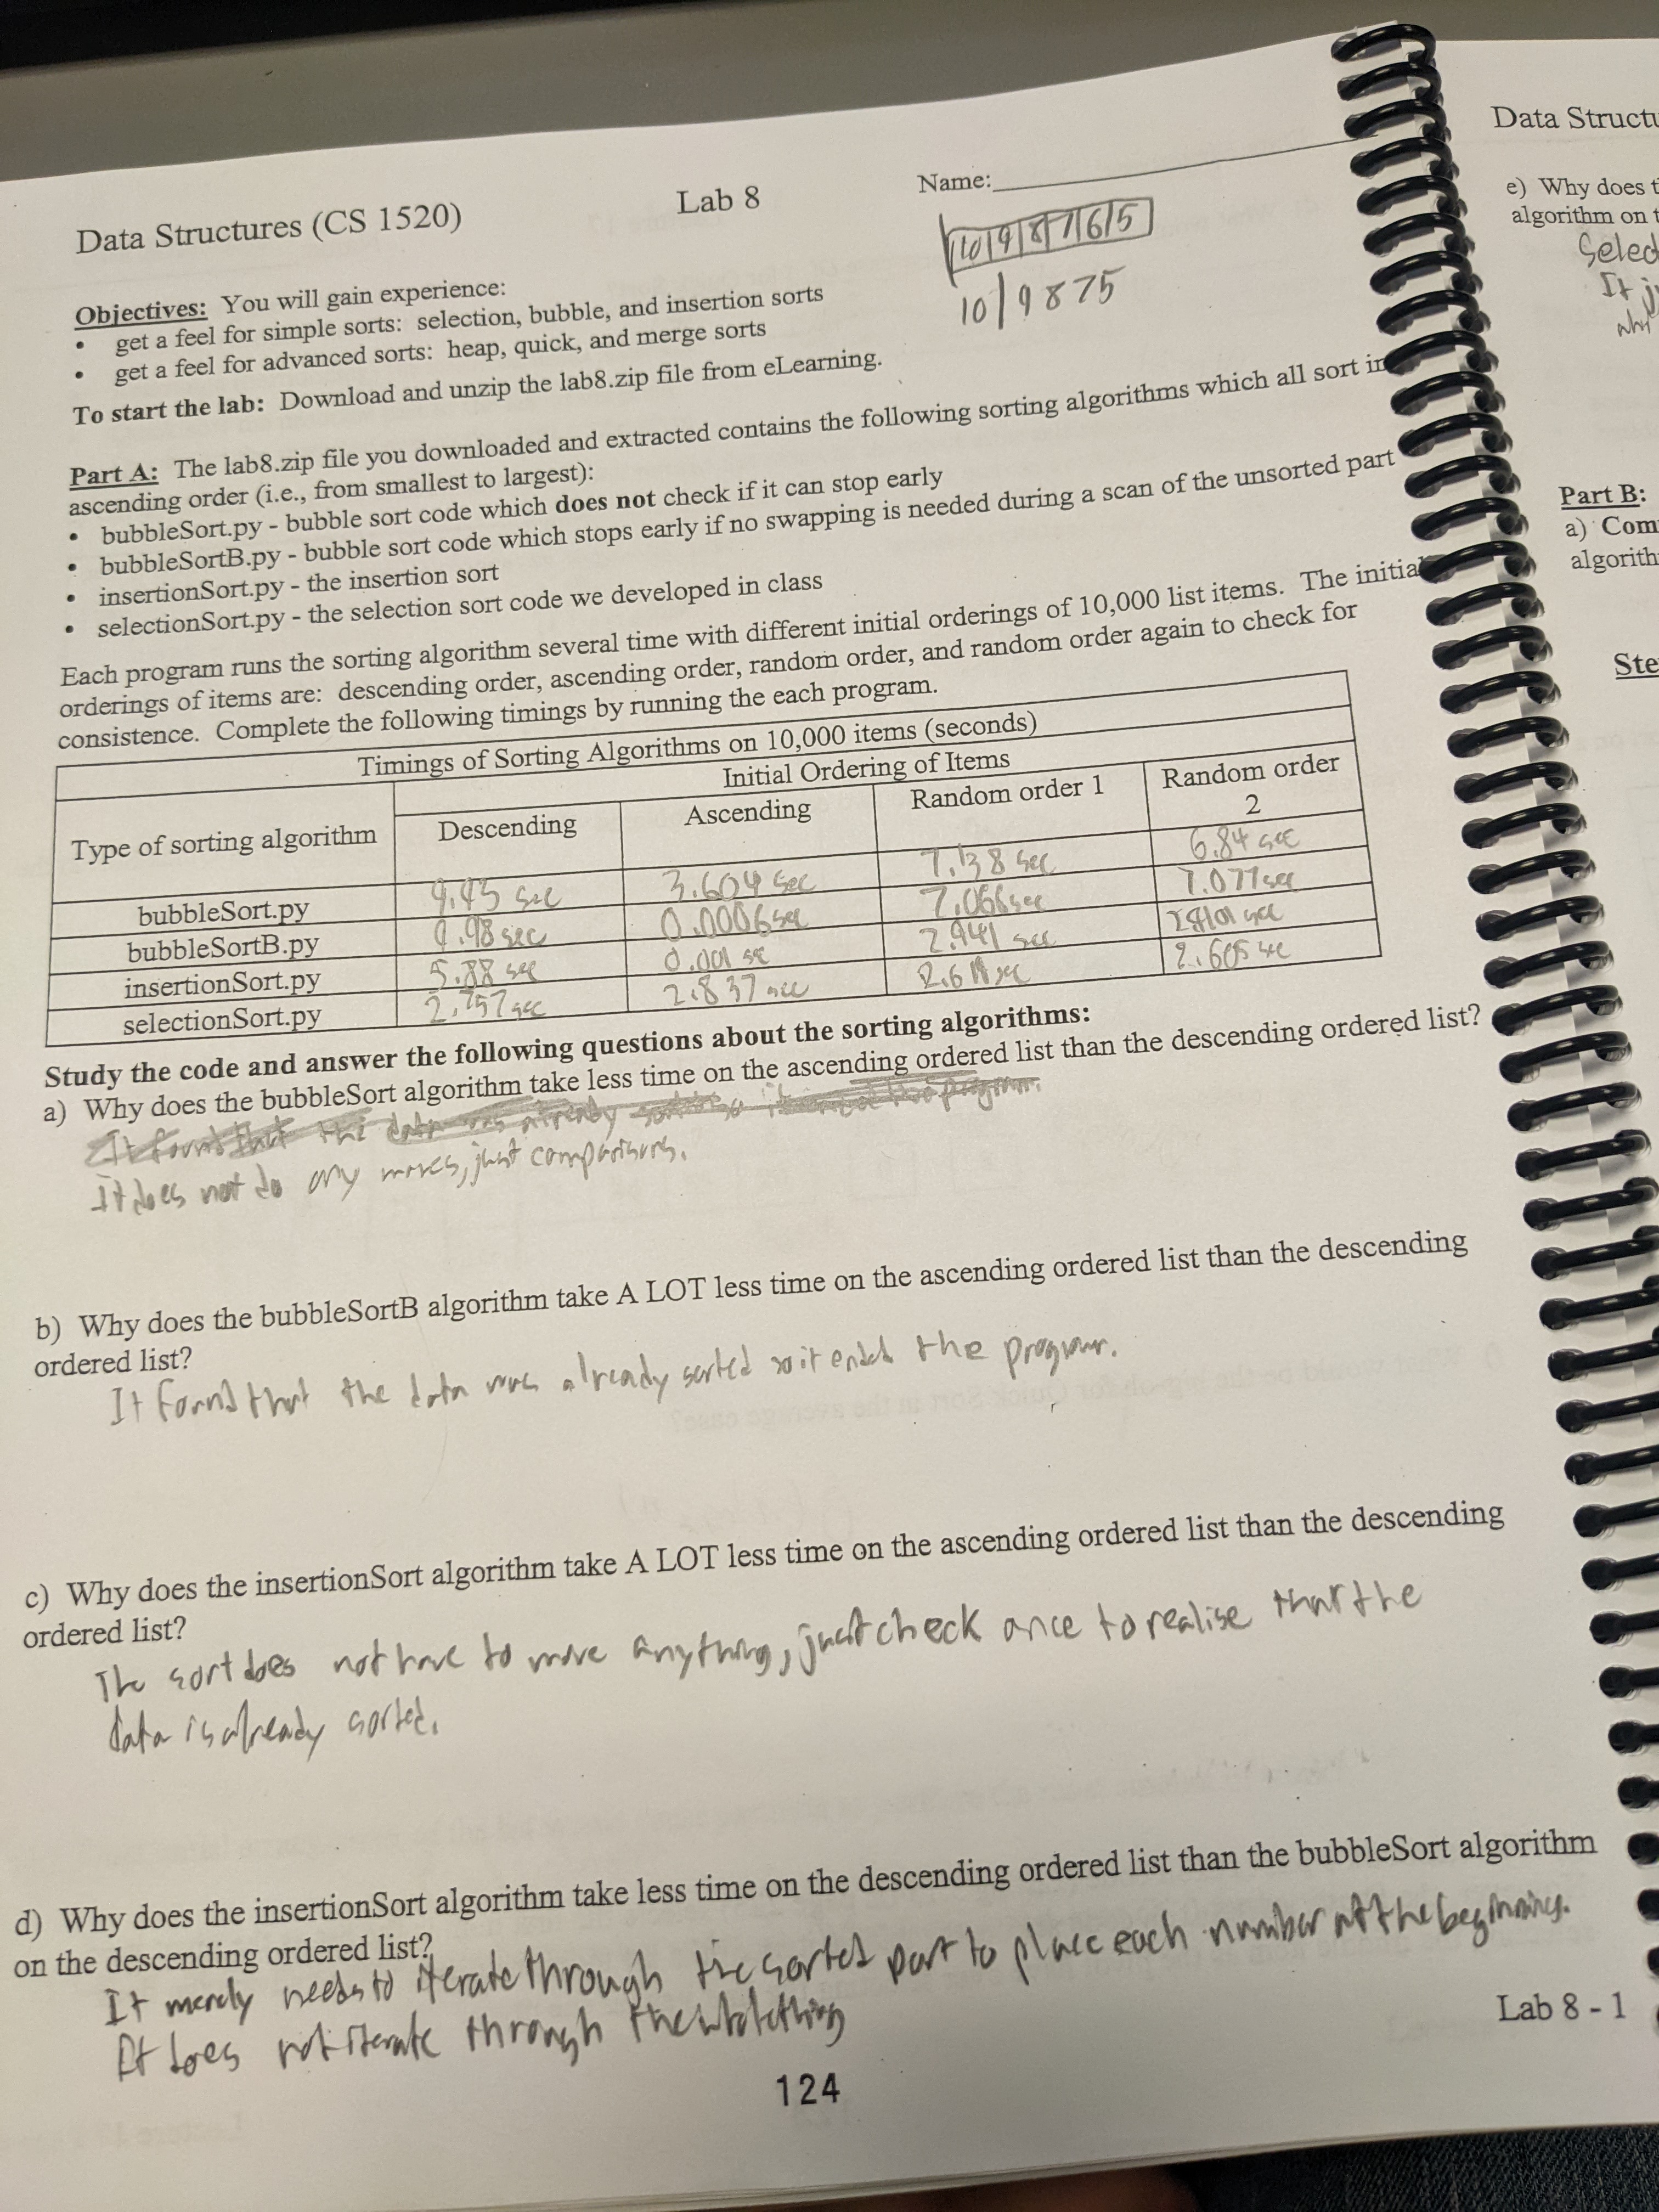 Data Structures (CS 1520)
Lab 8
Name:
10 9 8 7 6 5
10 | 9 8 7 5
Objectives: You will gain experience:
• get a feel for simple sorts: selection, bubble, and insertion sorts
• get a feel for advanced sorts: heap, quick, and merge sorts
To start the lab: Download and unzip the lab8.zip file from eLearning.
Part A: The lab8.zip file you downloaded and extracted contains the following sorting algorithms which all sort in
ascending order (i.e., from smallest to largest):
• bubbleSort.py - bubble sort code which does not check if it can stop early
• bubbleSortB.py - bubble sort code which stops early if no swapping is needed during a scan of the unsorted part
• insertionSort.py - the insertion sort
• selectionSort.py - the selection sort code we developed in class
Each program runs the sorting algorithm several time with different initial orderings of 10,000 list items. The initial
orderings of items are: descending order, ascending order, random order, and random order again to check for
consistence. Complete the following timings by running the each program.
Timings of Sorting Algorithms on 10,000 items (seconds)
Initial Ordering of Items
Type of sorting algorithm
Descending
Ascending
Random order 1
Random order
2
bubbleSort.py
sec
3.604 sec
7.138 sec
6.84 sec
bubbleSortB.py
sec
0.0006 sec
7.066 sec
7.077 sec
insertionSort.py
5.88 sec
0.001 sec
2.941 sec
sec
selectionSort.py
2.757 sec
2.837 sec
sec
2.605 sec
Study the code and answer the following questions about the sorting algorithms:
a) Why does the bubbleSort algorithm take less time on the ascending ordered list than the descending ordered list?
It found that the data was already so it the program.
It does not do any moves, just comparisons.
b) Why does the bubbleSortB algorithm take A LOT less time on the ascending ordered list than the descending
ordered list?
It found that the data was already sorted so it ended the program.
c) Why does the insertionSort algorithm take A LOT less time on the ascending ordered list than the descending
ordered list?
The sort does not have to move anything, just check once to realise that the
data is already sorted.
d) Why does the insertionSort algorithm take less time on the descending ordered list than the bubbleSort algorithm
on the descending ordered list?
It merely needs to iterate through the sorted part to place each number at the beginning.
It does not iterate through the whole thing
Lab 8 - 1
124
Data Structu
e) Why does t
algorithm on t
Selec
It j
Part B:
a) Com
algorith
Ste